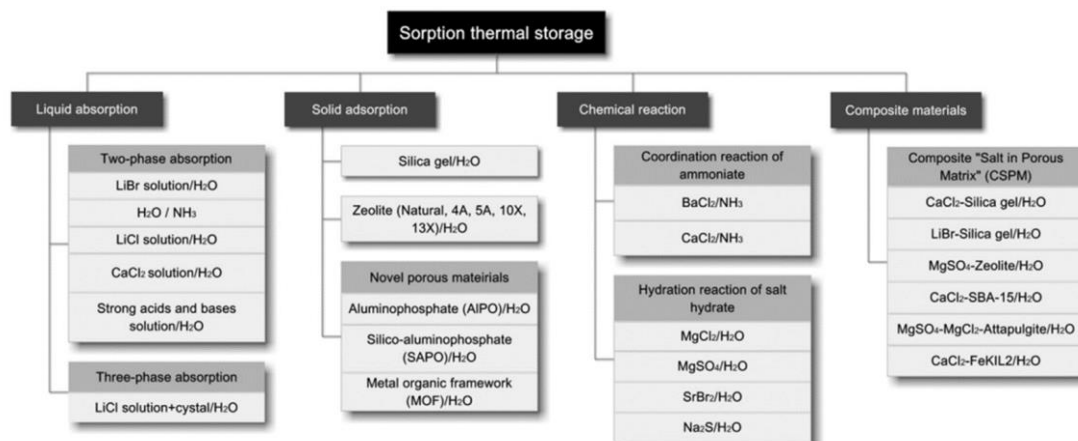 Sorption thermal storage
Liquid absorption
Two-phase absorption
LiBr solution/H₂O
H₂O / NH₃
LiCl solution/H₂O
CaCl₂ solution/H₂O
Strong acids and bases
solution/H₂O
Three-phase absorption
LiCl solution+cystal/H₂O
Solid adsorption
Silica gel/H₂O
Zeolite (Natural, 4A, 5A, 10X,
13X)/H₂O
Novel porous mateirials
Aluminophosphate (AlPO)/H₂O
Silico-aluminophosphate
(SAPO)/H₂O
Metal organic framework
(MOF)/H₂O
Chemical reaction
Coordination reaction of
ammoniate
BaCl₂/NH₃
CaCl₂/NH₃
Hydration reaction of salt
hydrate
MgCl₂/H₂O
MgSO₄/H₂O
SrBr₂/H₂O
Na₂S/H₂O
Composite materials
Composite "Salt in Porous
Matrix" (CSPM)
CaCl₂-Silica gel/H₂O
LiBr-Silica gel/H₂O
MgSO₄-Zeolite/H₂O
CaCl₂-SBA-15/H₂O
MgSO₄-MgCl₂-Attapulgite/H₂O
CaCl₂-FeKIL2/H₂O